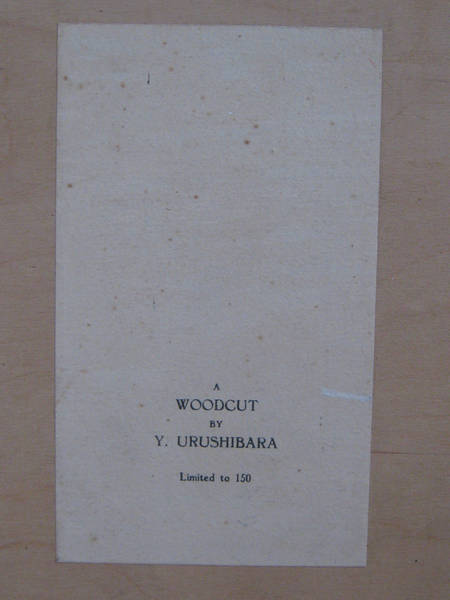 A
WOODCUT
BY
Y. URUSHIBARA
Limited to 150